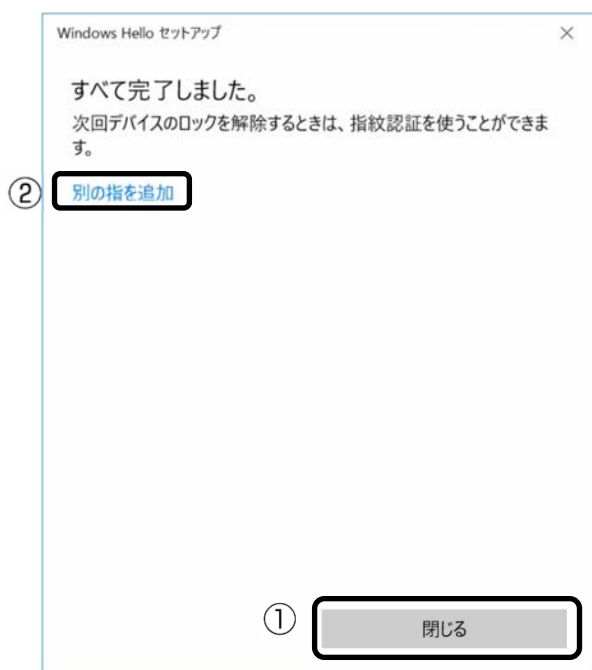 Windows Hello セットアップ
すべて完了しました。
次回デバイスのロックを解除するときは、指紋認証を使うことができま
す。
② 別の指を追加
① 閉じる